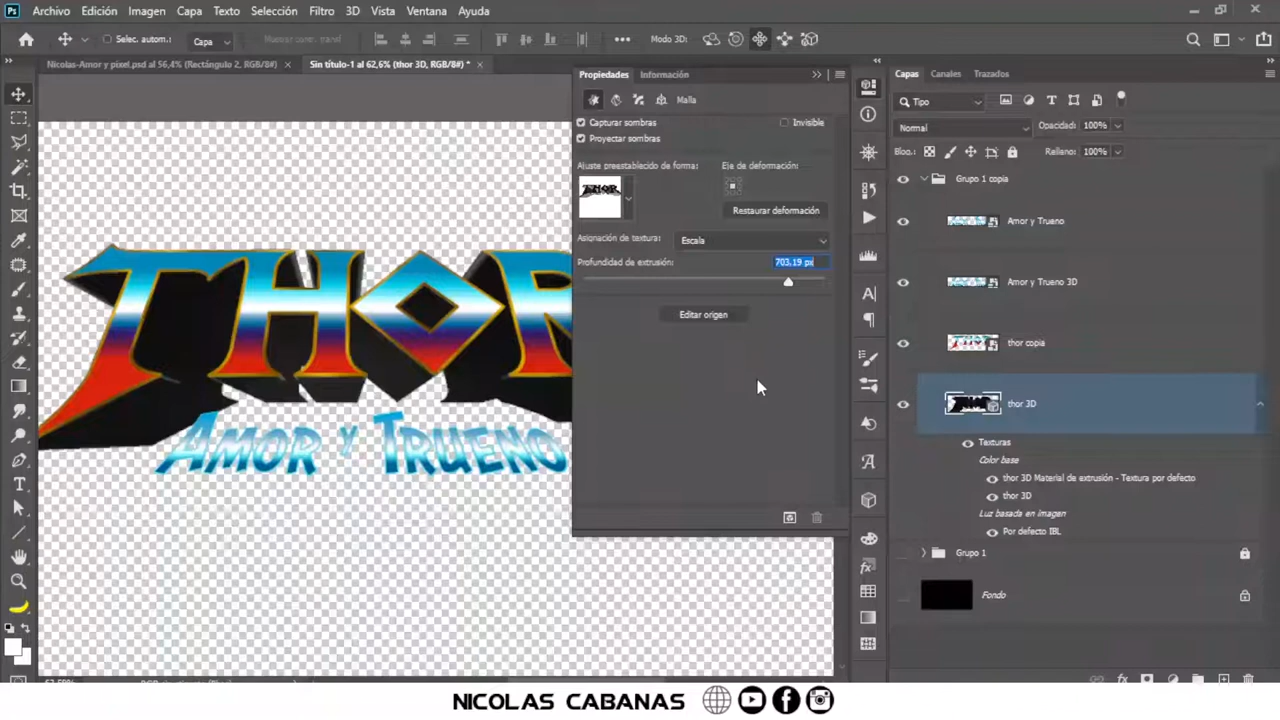 Ps Archivo Edición Imagen Capa Texto Selección Filtro 3D Vista Ventana Ayuda
Selec. autom.: Capa Mostrar contr. transf. Modo 3D:
Nicolas-Amor y pixel.psd al 56,4% (Rectángulo 2, RGB/8#) × Sin título-1 al 62,6% (thor 3D, RGB/8#) * ×
Propiedades Información
Malla
Capturar sombras Invisible
Proyectar sombras
Ajuste preestablecido de forma: Eje de deformación:
THOR
Restaurar deformación
Asignación de textura: Escala
Profundidad de extrusión: 703,19 px
Editar origen
THOR
Amor y Trueno
Capas Canales Trazados
Tipo
Normal Opacidad: 100%
Bloq.: Relleno: 100%
Grupo 1 copia
Amor y Trueno
Amor y Trueno 3D
thor copia
thor 3D
Texturas
Color base
thor 3D Material de extrusión - Textura por defecto
thor 3D
Luz basada en imagen
Por defecto IBL
Grupo 1
Fondo
NICOLAS CABANAS